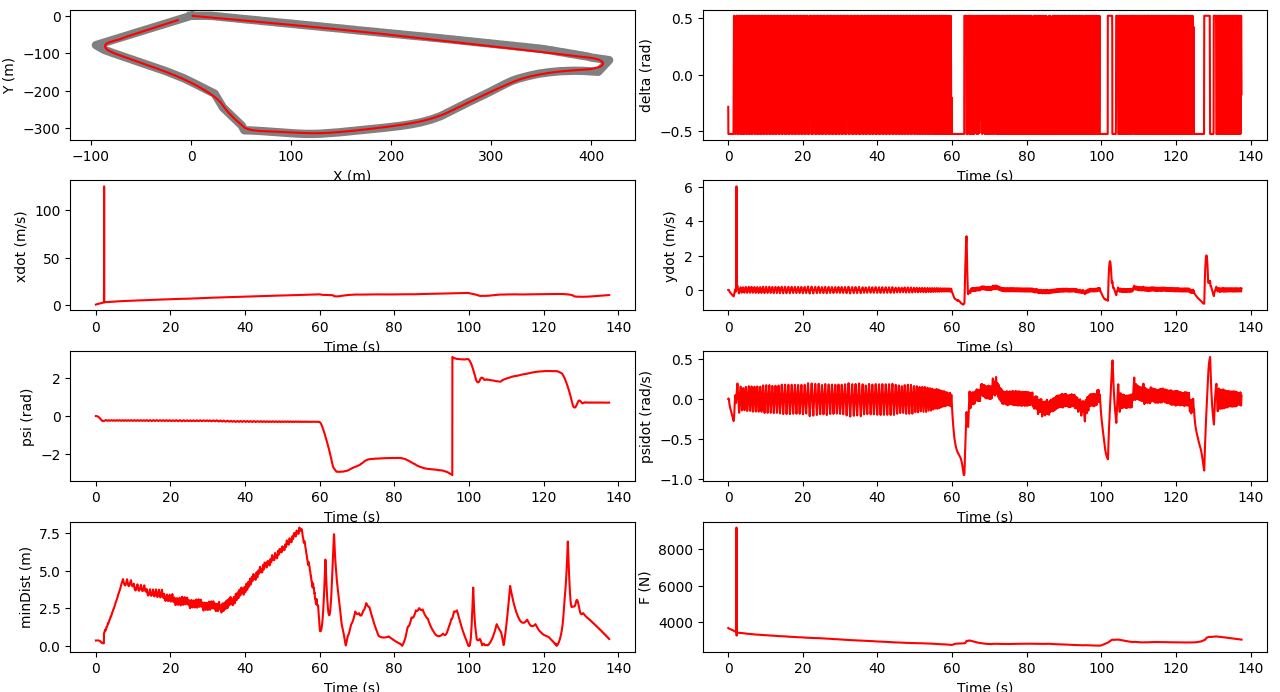 Y (m)
0
−100
−200
−300
−100 0 100 200 300 400
X (m)
delta (rad)
0.5
0.0
−0.5
0 20 40 60 80 100 120 140
Time (s)
xdot (m/s)
100
50
0
0 20 40 60 80 100 120 140
Time (s)
ydot (m/s)
6
4
2
0
0 20 40 60 80 100 120 140
Time (s)
psi (rad)
2
0
−2
0 20 40 60 80 100 120 140
Time (s)
psidot (rad/s)
0.5
0.0
−0.5
−1.0
0 20 40 60 80 100 120 140
Time (s)
minDist (m)
7.5
5.0
2.5
0.0
0 20 40 60 80 100 120 140
Time (s)
F (N)
8000
6000
4000
0 20 40 60 80 100 120 140
Time (s)